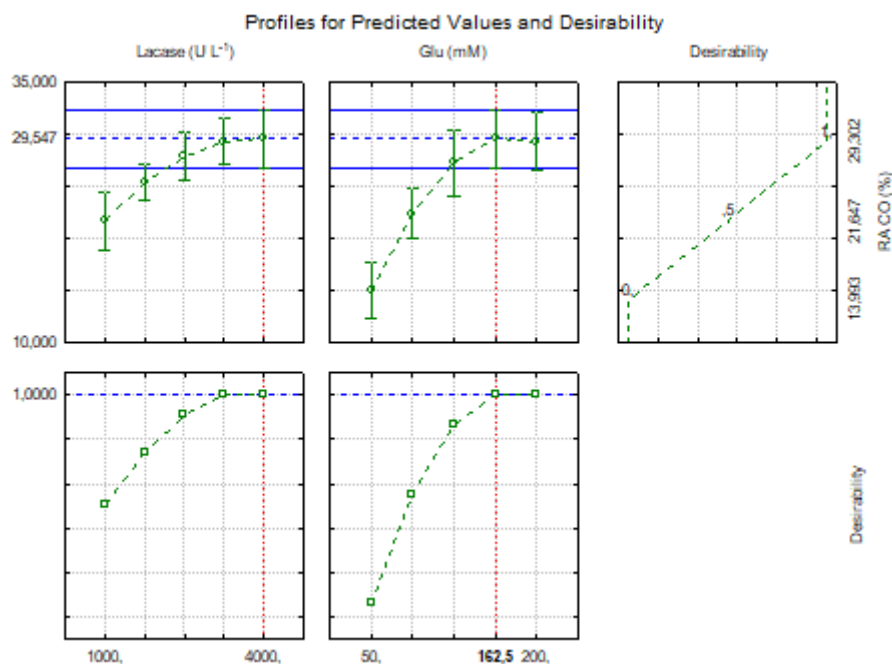 Profiles for Predicted Values and Desirability
Lacase (U L-1)
Glu (mM)
Desirability
35,000
29,547
10,000
1,
,5
0,
29,302
21,647
13,993
RA CO (%)
1,0000
Desirability
1000,
4000,
50,
162,5
200,